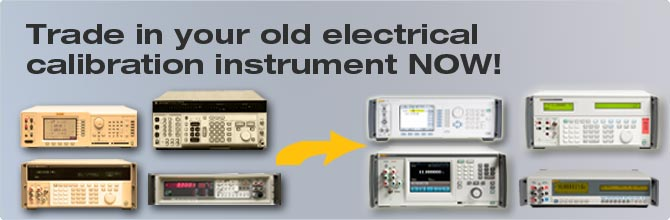 Trade in your old electrical
calibration instrument NOW!